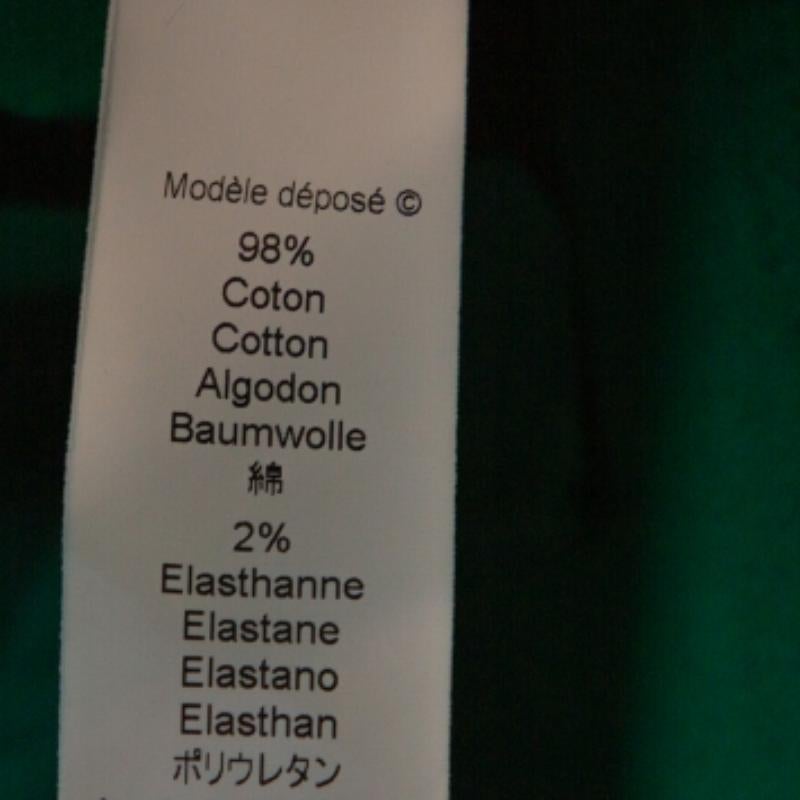 Modèle déposé ©
98%
Coton
Cotton
Algodon
Baumwolle
綿
2%
Elasthanne
Elastane
Elastano
Elasthan
ポリウレタン